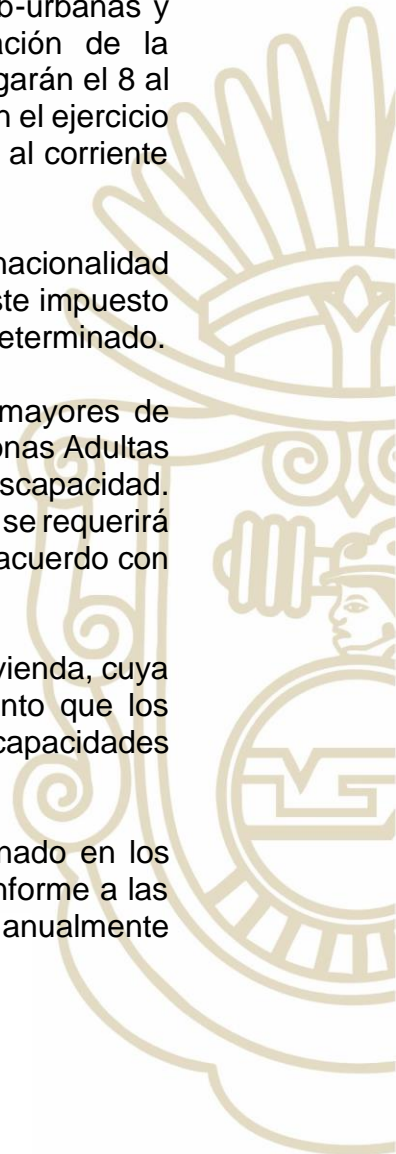 b-urbanas y
ación de la
garán el 8 al
n el ejercicio
al corriente
nacionalidad
ste impuesto
eterminado.
mayores de
onas Adultas
scapacidad.
se requerirá
acuerdo con
vienda, cuya
nto que los
capacidades
nado en los
nforme a las
anualmente